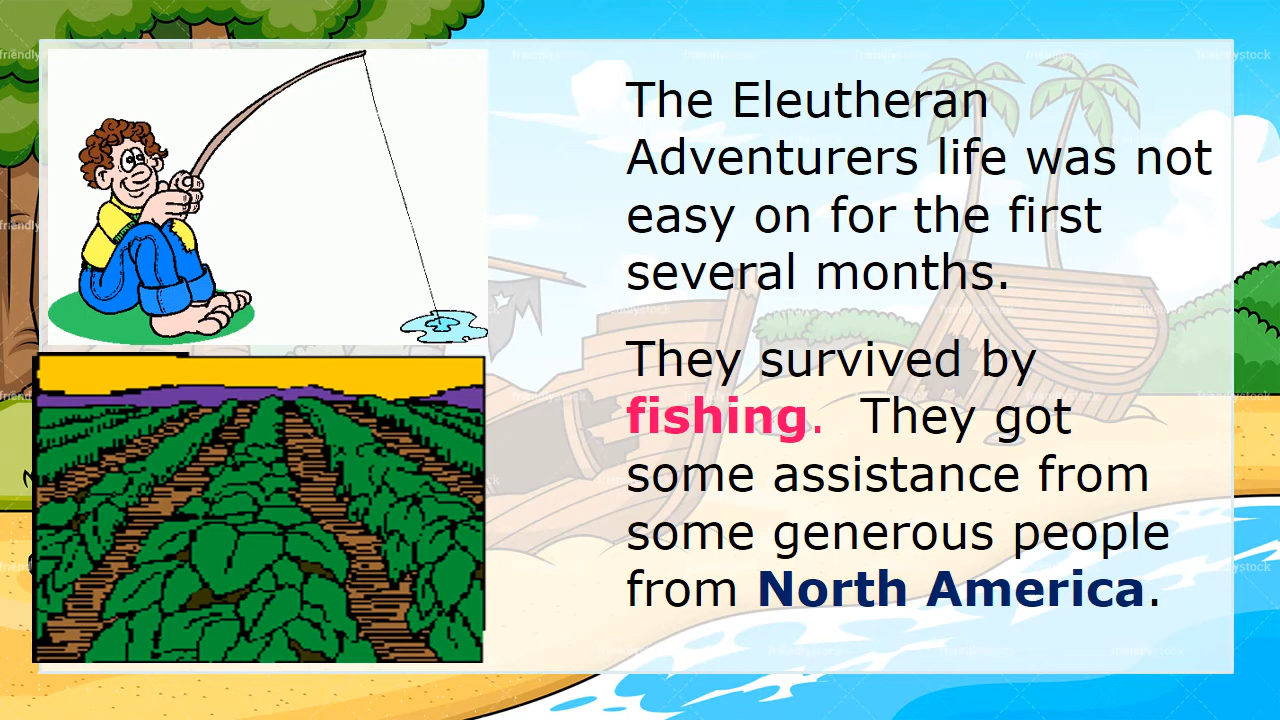 The Eleutheran
Adventurers life was not
easy on for the first
several months.
They survived by
fishing.  They got
some assistance from
some generous people
from North America.